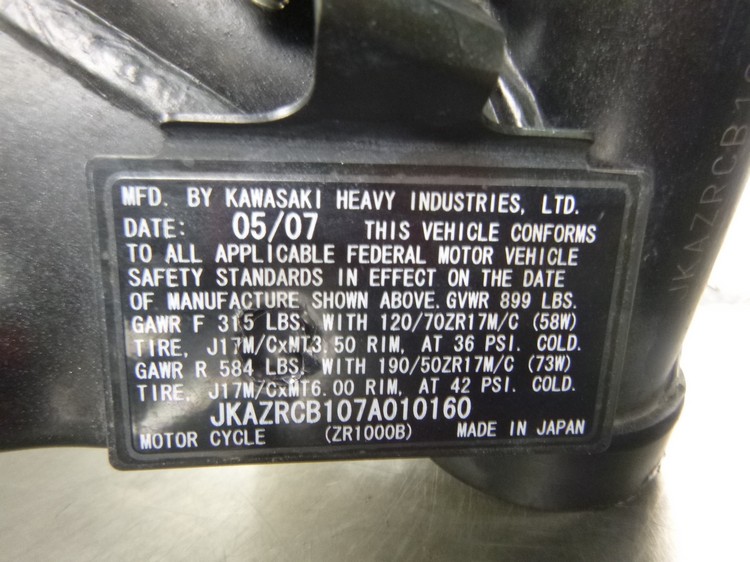 MFD. BY KAWASAKI HEAVY INDUSTRIES, LTD.
DATE: 05/07 THIS VEHICLE CONFORMS
TO ALL APPLICABLE FEDERAL MOTOR VEHICLE
SAFETY STANDARDS IN EFFECT ON THE DATE
OF MANUFACTURE SHOWN ABOVE. GVWR 899 LBS.
GAWR F 315 LBS. WITH 120/70ZR17M/C (58W)
TIRE, J17M/CxMT3.50 RIM, AT 36 PSI. COLD.
GAWR R 584 LBS. WITH 190/50ZR17M/C (73W)
TIRE, J17M/CxMT6.00 RIM, AT 42 PSI. COLD.
JKAZRCB107A010160
MOTOR CYCLE (ZR1000B) MADE IN JAPAN
JKAZRCB1